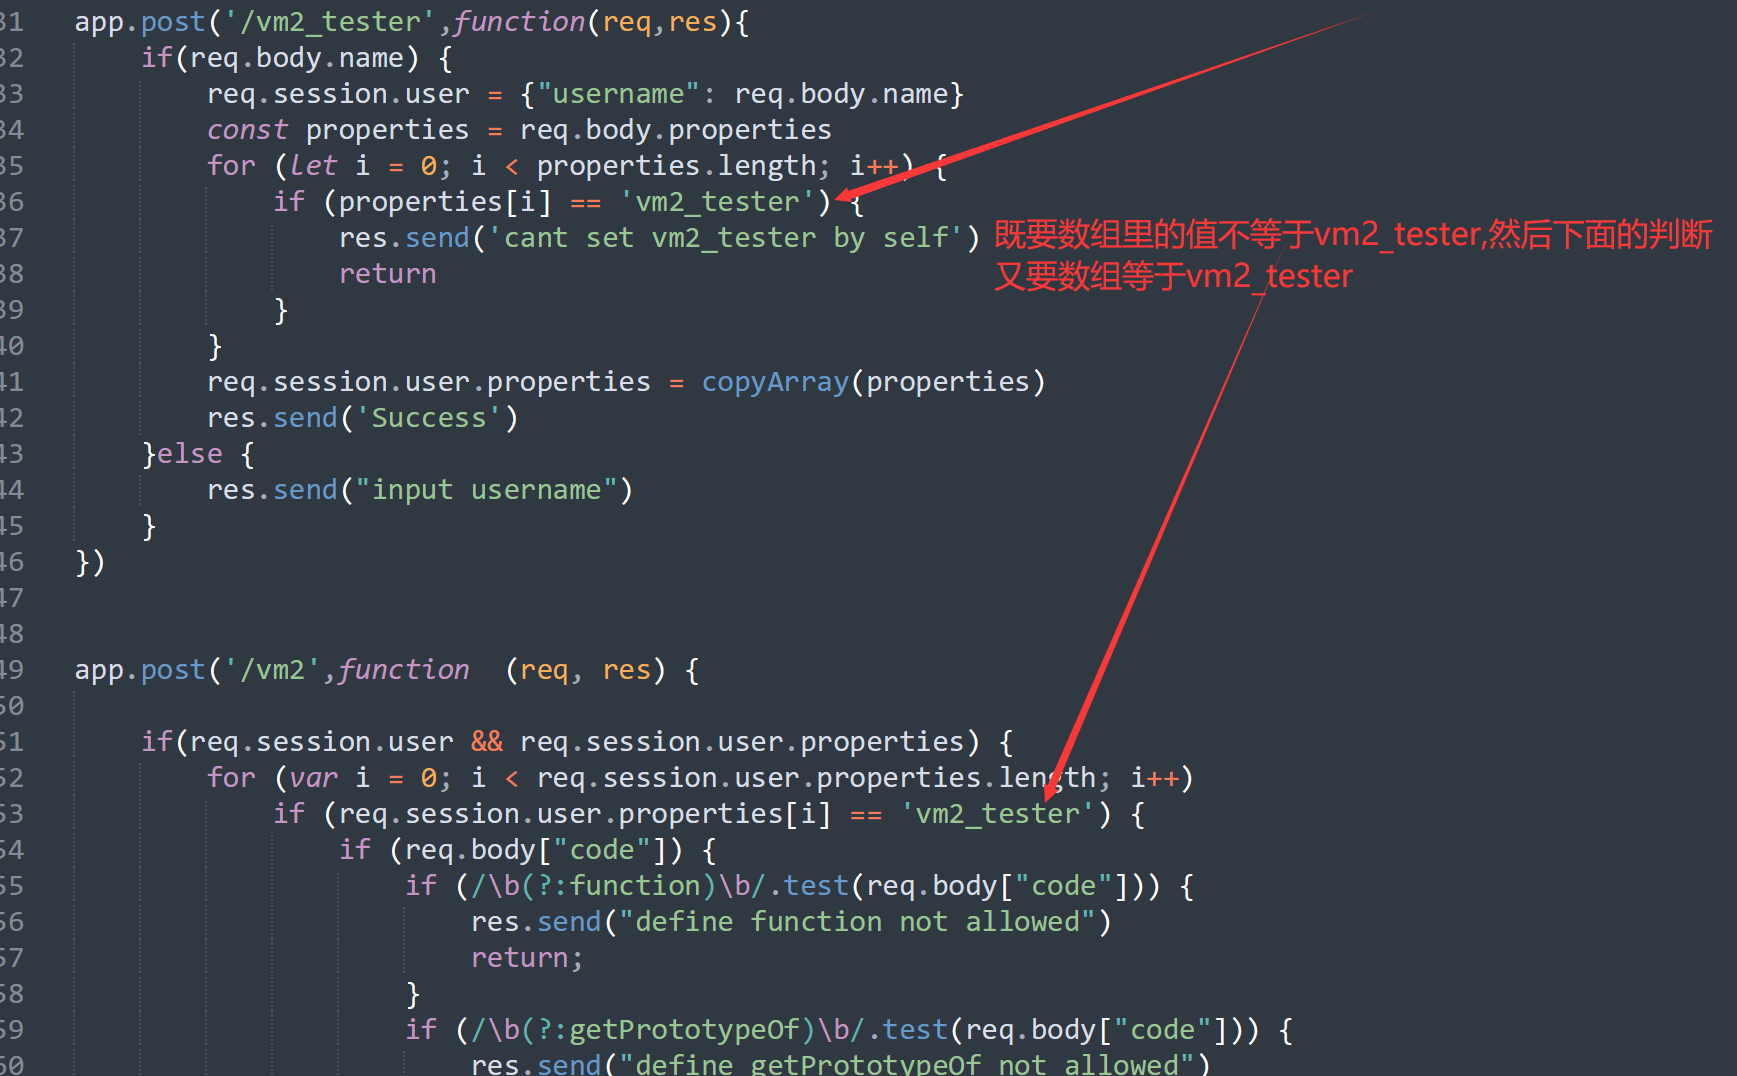 31 app.post('/vm2_tester',function(req,res){
32 if(req.body.name) {
33 req.session.user = {"username": req.body.name}
34 const properties = req.body.properties
35 for (let i = 0; i < properties.length; i++) {
36 if (properties[i] == 'vm2_tester') {
37 res.send('cant set vm2_tester by self')
既要数组里的值不等于vm2_tester,然后下面的判断
又要数组等于vm2_tester
38 return
39 }
40 }
41 req.session.user.properties = copyArray(properties)
42 res.send('Success')
43 }else {
44 res.send("input username")
45 }
46 })
47
48
49 app.post('/vm2',function  (req, res) {
50
51 if(req.session.user && req.session.user.properties) {
52 for (var i = 0; i < req.session.user.properties.length; i++)
53 if (req.session.user.properties[i] == 'vm2_tester') {
54 if (req.body["code"]) {
55 if (/\b(?:function)\b/.test(req.body["code"])) {
56 res.send("define function not allowed")
57 return;
58 }
59 if (/\b(?:getPrototypeOf)\b/.test(req.body["code"])) {
60 res.send("define getPrototypeOf not allowed")